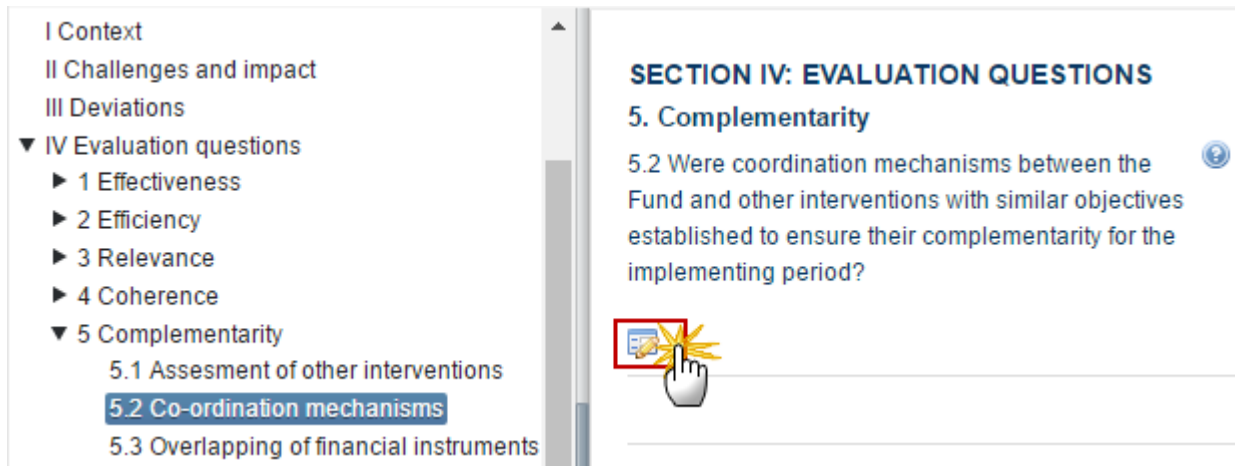 I Context
II Challenges and impact
III Deviations
▼ IV Evaluation questions
► 1 Effectiveness
► 2 Efficiency
► 3 Relevance
► 4 Coherence
▼ 5 Complementarity
5.1 Assesment of other interventions
5.2 Co-ordination mechanisms
5.3 Overlapping of financial instruments
SECTION IV: EVALUATION QUESTIONS
5. Complementarity
5.2 Were coordination mechanisms between the
Fund and other interventions with similar objectives
established to ensure their complementarity for the
implementing period?